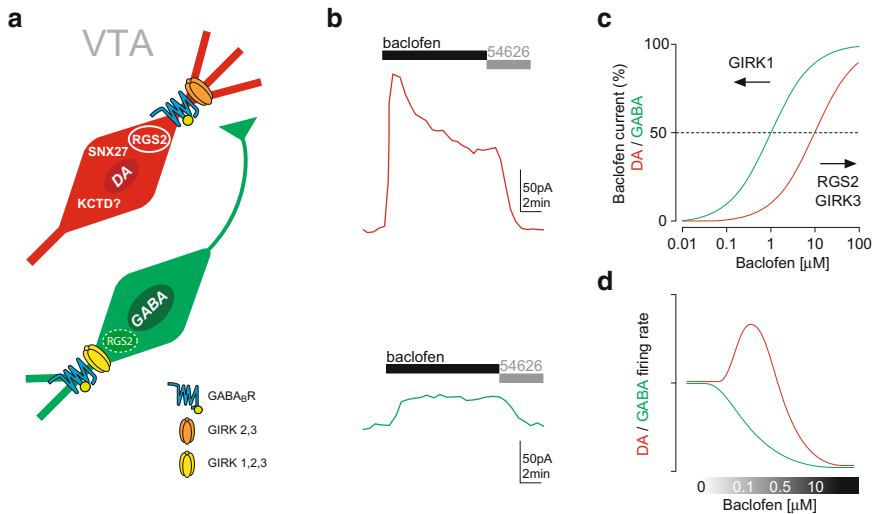 a
VTA
RGS2
SNX27
DA
KCTD?
GABA
RGS2
GABABR
GIRK 2,3
GIRK 1,2,3
b
baclofen
54626
50pA
2min
baclofen
54626
50pA
2min
c
Baclofen current (%)
DA / GABA
100
50
0
GIRK1
RGS2
GIRK3
0.01 0.1 1 10 100
Baclofen [µM]
d
DA / GABA firing rate
0 0.1 0.5 10
Baclofen [µM]